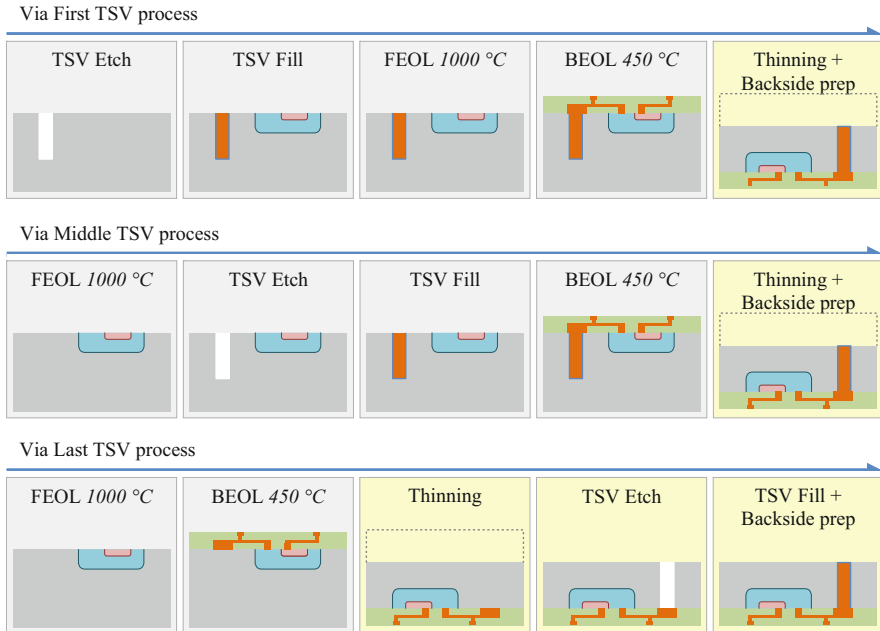 Via First TSV process
TSV Etch
TSV Fill
FEOL 1000 °C
BEOL 450 °C
Thinning +
Backside prep
Via Middle TSV process
FEOL 1000 °C
TSV Etch
TSV Fill
BEOL 450 °C
Thinning +
Backside prep
Via Last TSV process
FEOL 1000 °C
BEOL 450 °C
Thinning
TSV Etch
TSV Fill +
Backside prep